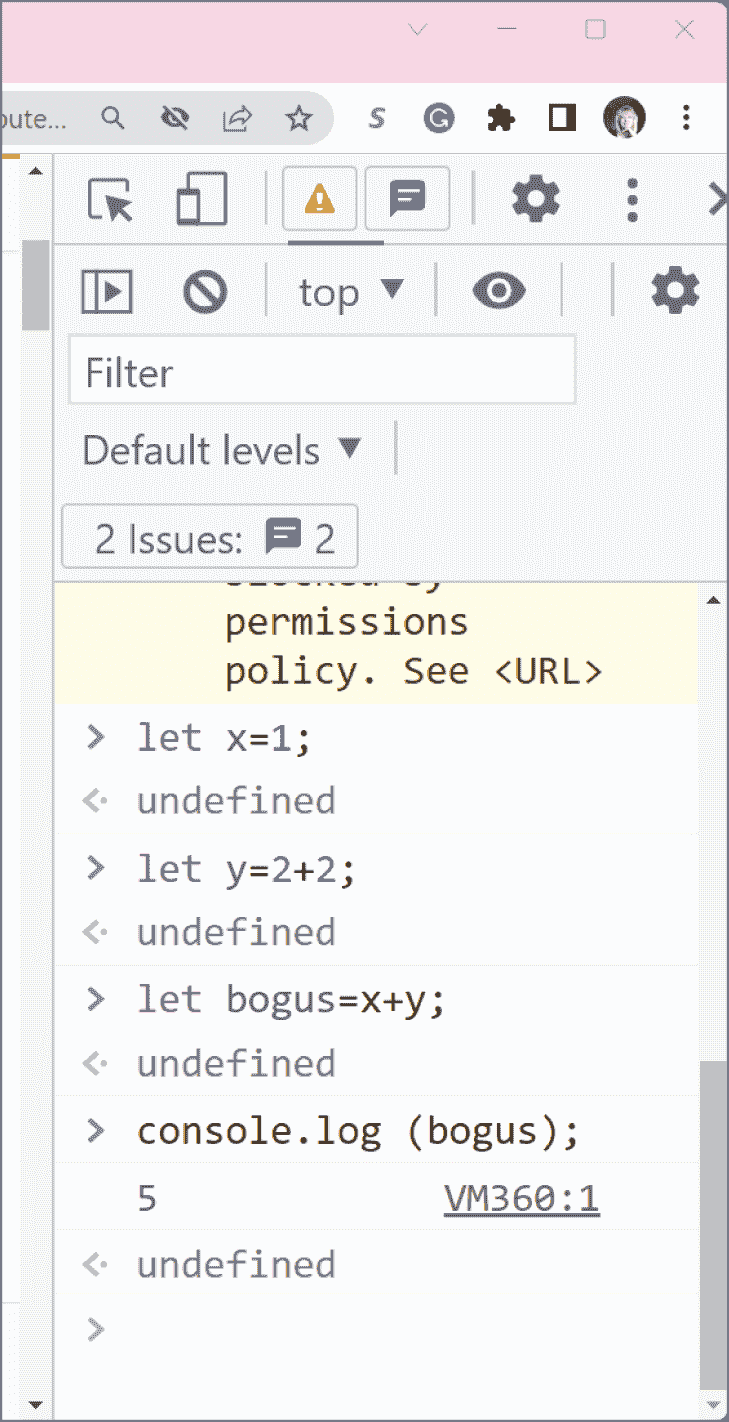 top
Filter
Default levels
2 Issues: 2
permissions
policy. See <URL>
> let x=1;
undefined
> let y=2+2;
undefined
> let bogus=x+y;
undefined
> console.log (bogus);
5 VM360:1
undefined
>